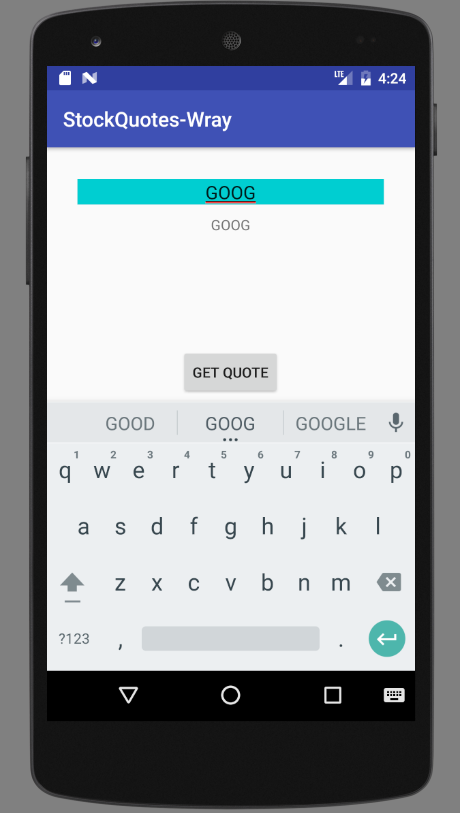 LTE 4:24
StockQuotes-Wray
GOOG
GOOG
GET QUOTE
GOOD GOOG GOOGLE
1 2 3 4 5 6 7 8 9 0
q w e r t y u i o p
a s d f g h j k l
z x c v b n m
?123 , .